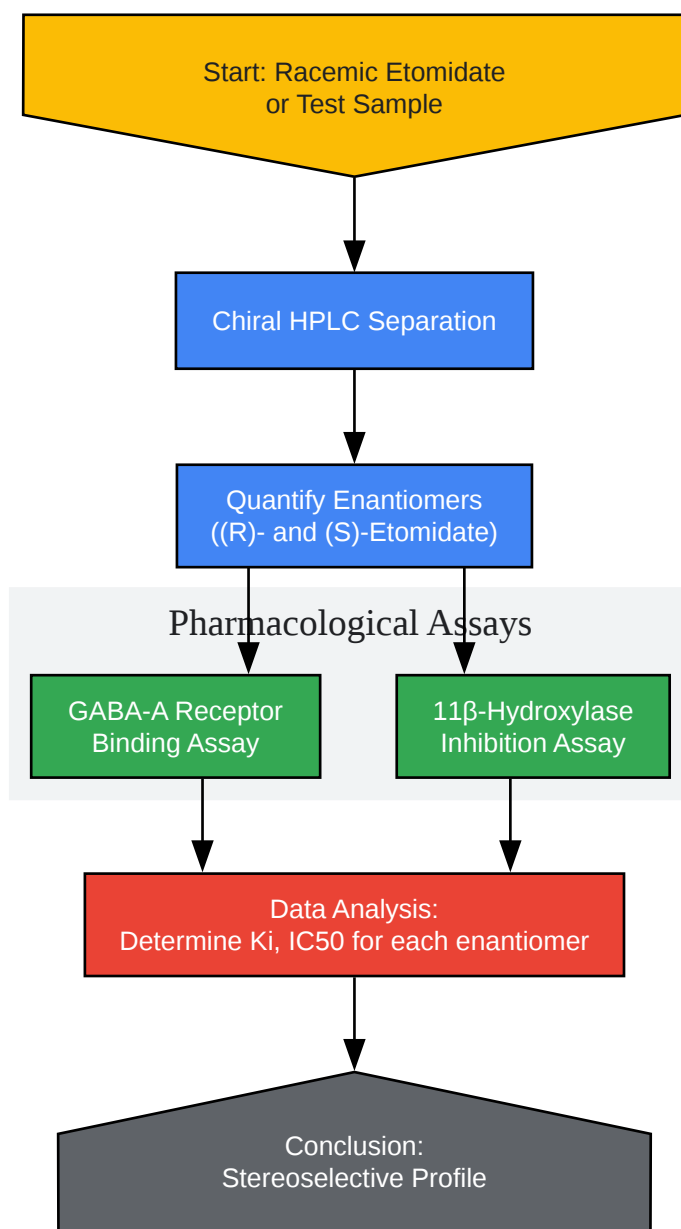 Start: Racemic Etomidate
or Test Sample
Chiral HPLC Separation
Quantify Enantiomers
((R)- and (S)-Etomidate)
Pharmacological Assays
GABA-A Receptor
Binding Assay
11β-Hydroxylase
Inhibition Assay
Data Analysis:
Determine Ki, IC50 for each enantiomer
Conclusion:
Stereoselective Profile